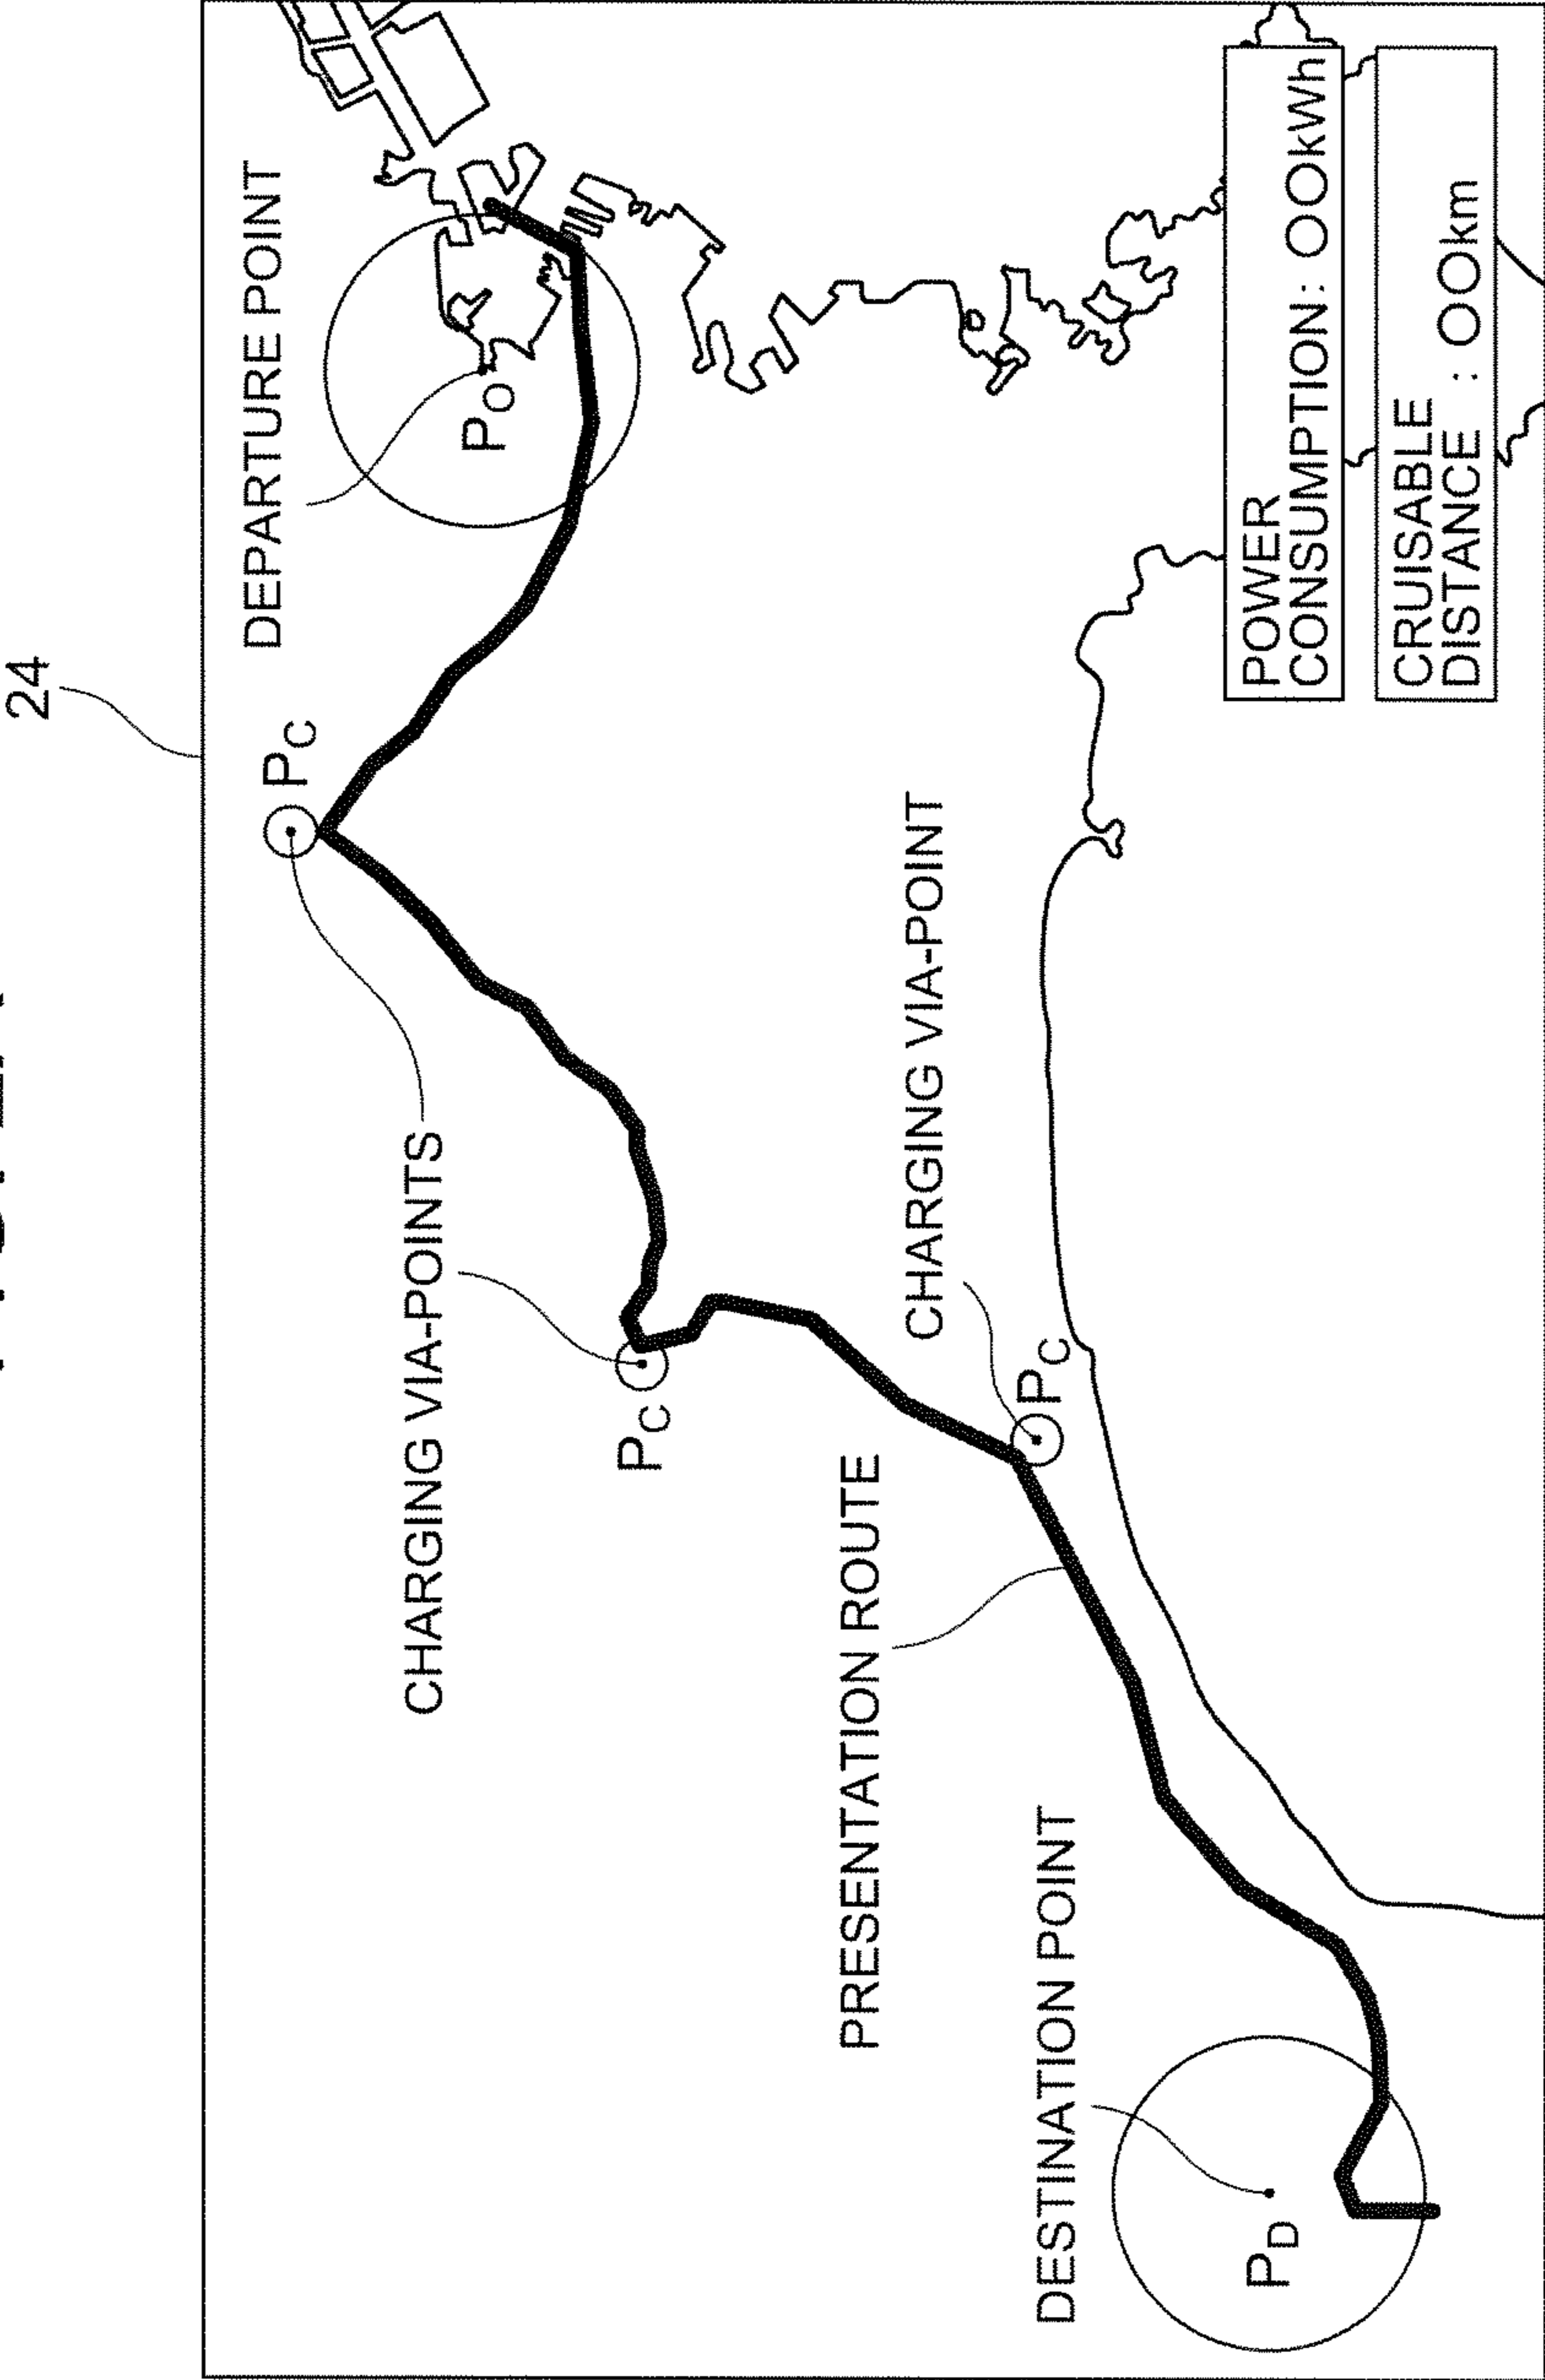 24
DEPARTURE POINT
PO
PC
CHARGING VIA-POINTS
PC
CHARGING VIA-POINT
PC
PRESENTATION ROUTE
DESTINATION POINT
PD
POWER
CONSUMPTION: OOkWh
CRUISABLE
DISTANCE : OOkm